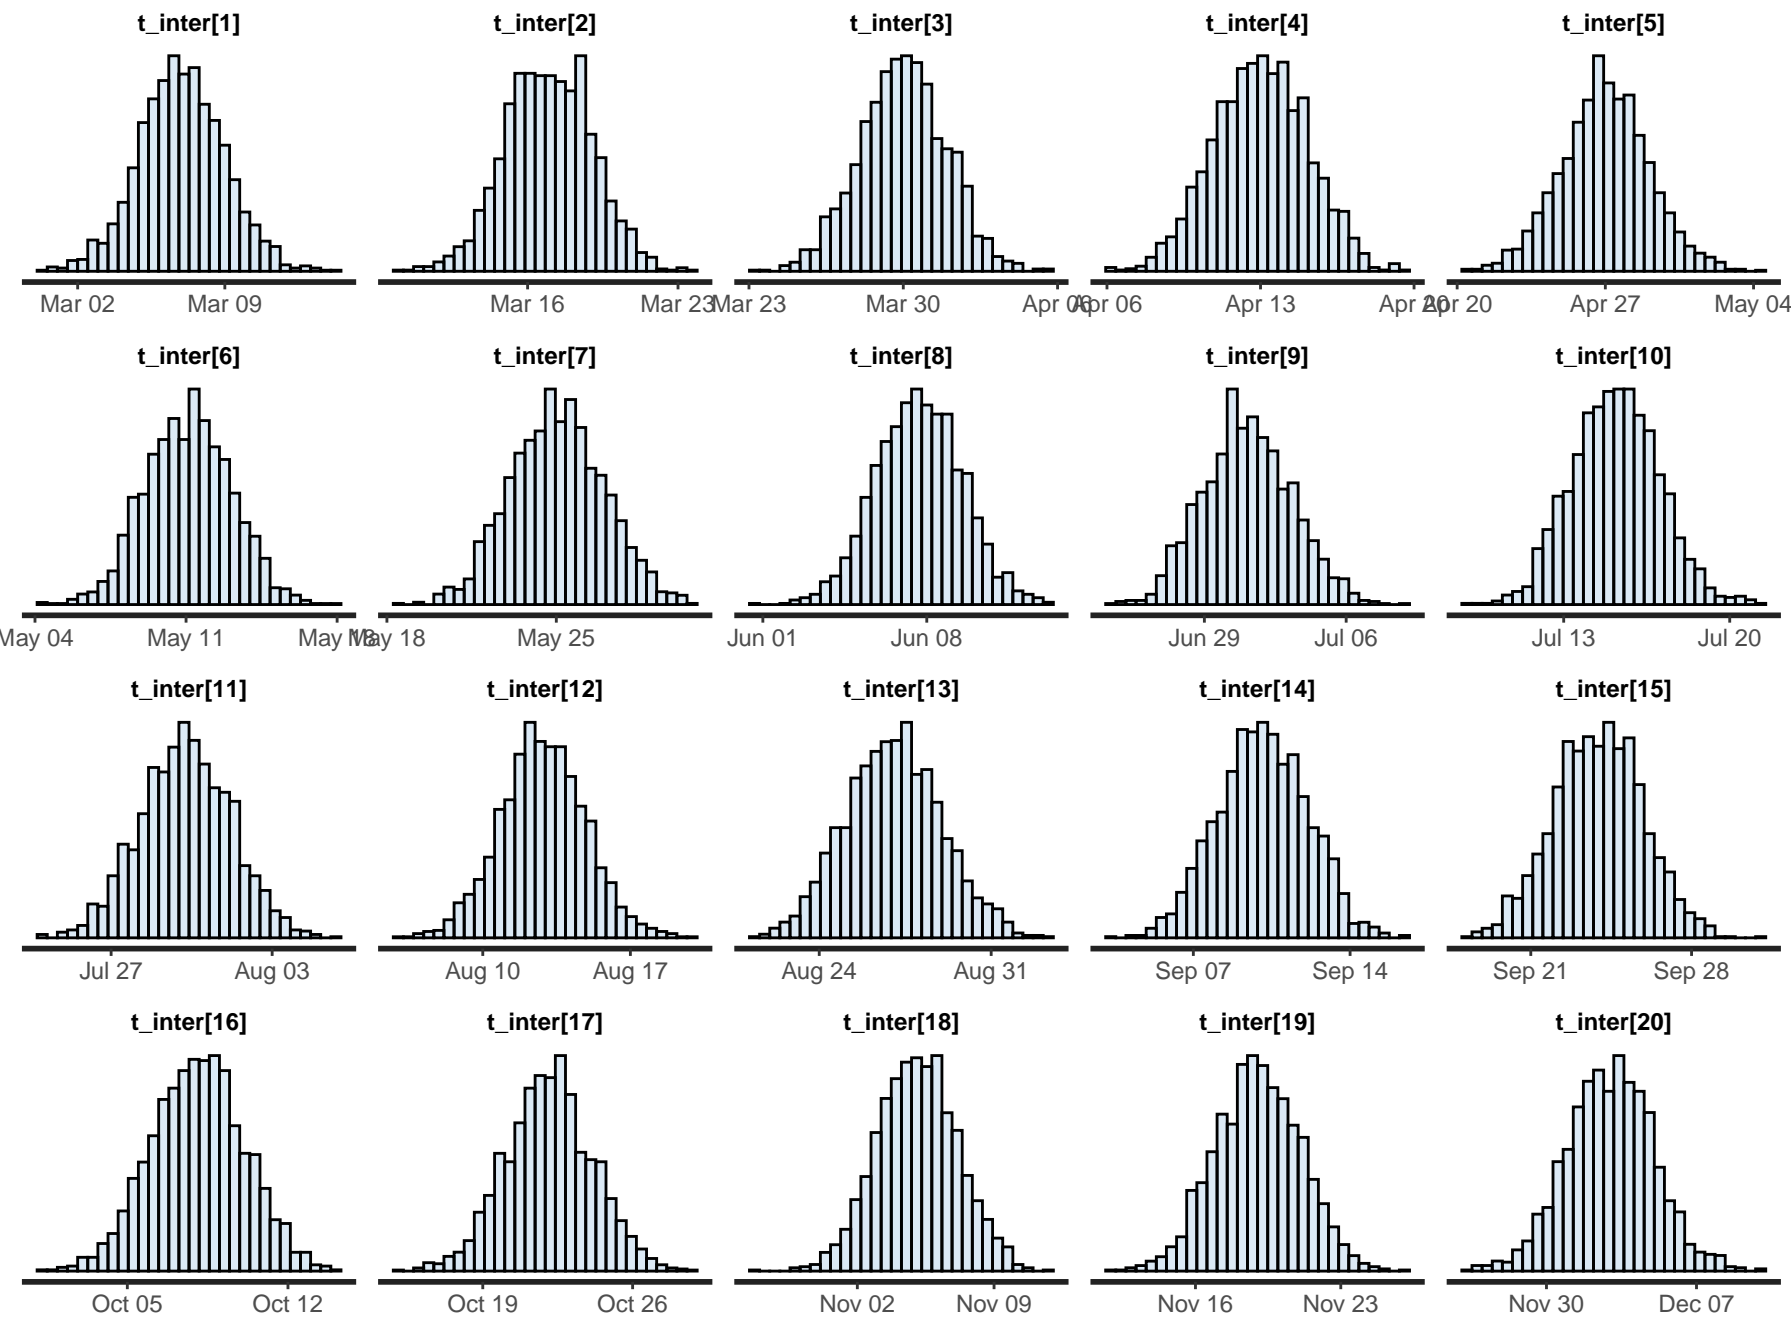 t_inter[1] t_inter[2] t_inter[3] t_inter[4] t_inter[5]
Mar 02 Mar 09 Mar 16 Mar 23 Mar 23 Mar 30 Apr 06 Apr 06 Apr 13 Apr 20 Apr 20 Apr 27 May 04
t_inter[6] t_inter[7] t_inter[8] t_inter[9] t_inter[10]
May 04 May 11 May 18 May 18 May 25 Jun 01 Jun 08 Jun 29 Jul 06 Jul 13 Jul 20
t_inter[11] t_inter[12] t_inter[13] t_inter[14] t_inter[15]
Jul 27 Aug 03 Aug 10 Aug 17 Aug 24 Aug 31 Sep 07 Sep 14 Sep 21 Sep 28
t_inter[16] t_inter[17] t_inter[18] t_inter[19] t_inter[20]
Oct 05 Oct 12 Oct 19 Oct 26 Nov 02 Nov 09 Nov 16 Nov 23 Nov 30 Dec 07